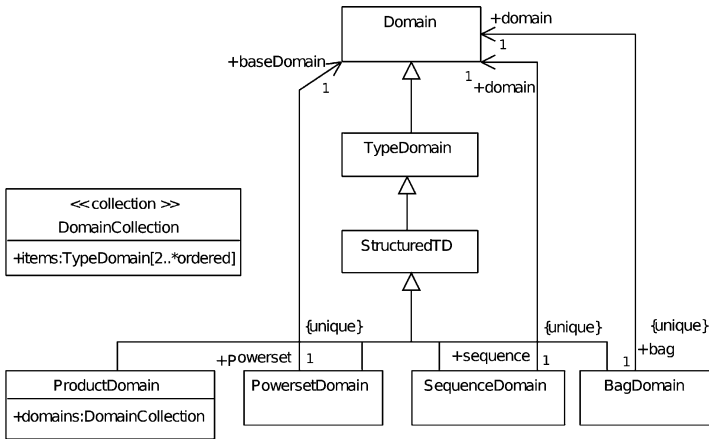 Domain
+domain
1
+baseDomain
1
1
+domain
TypeDomain
<<collection >>
DomainCollection
+items:TypeDomain[2..*ordered]
StructuredTD
{unique}
{unique}
{unique}
+powerset
1
+sequence
1
1
+bag
ProductDomain
+domains:DomainCollection
PowersetDomain
SequenceDomain
BagDomain